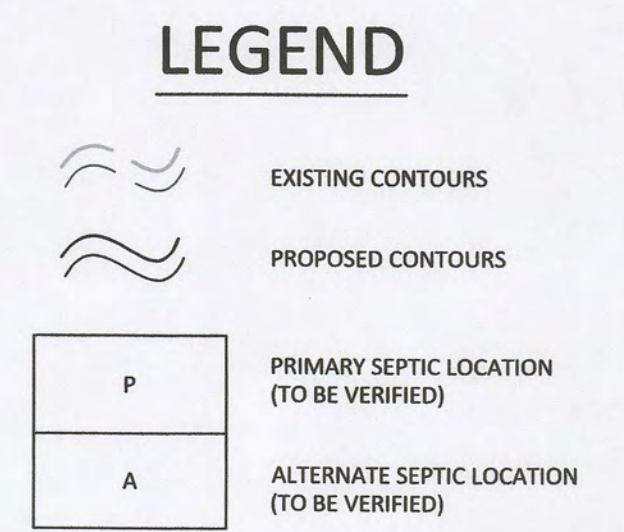 LEGEND
EXISTING CONTOURS
PROPOSED CONTOURS
P
PRIMARY SEPTIC LOCATION
(TO BE VERIFIED)
A
ALTERNATE SEPTIC LOCATION
(TO BE VERIFIED)